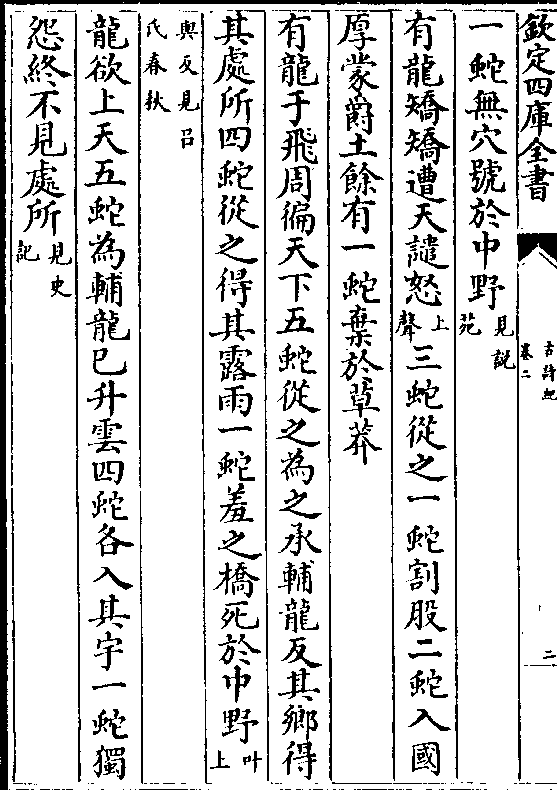 欽定四庫全書
古詩紀
卷二
二
一蛇無穴號於中野見說
苑
有龍矯矯遭天譴怒上
聲三蛇從之一蛇割股二蛇入國
厚蒙爵土餘有一蛇棄於草莽
有龍于飛周徧天下五蛇從之為之承輔龍反其鄉得
其處所四蛇從之得其露雨一蛇羞之橋死於中野叶
上
輿反見呂
氏春秋
龍欲上天五蛇為輔龍已升雲四蛇各入其宇一蛇獨
怨終不見處所見史
記